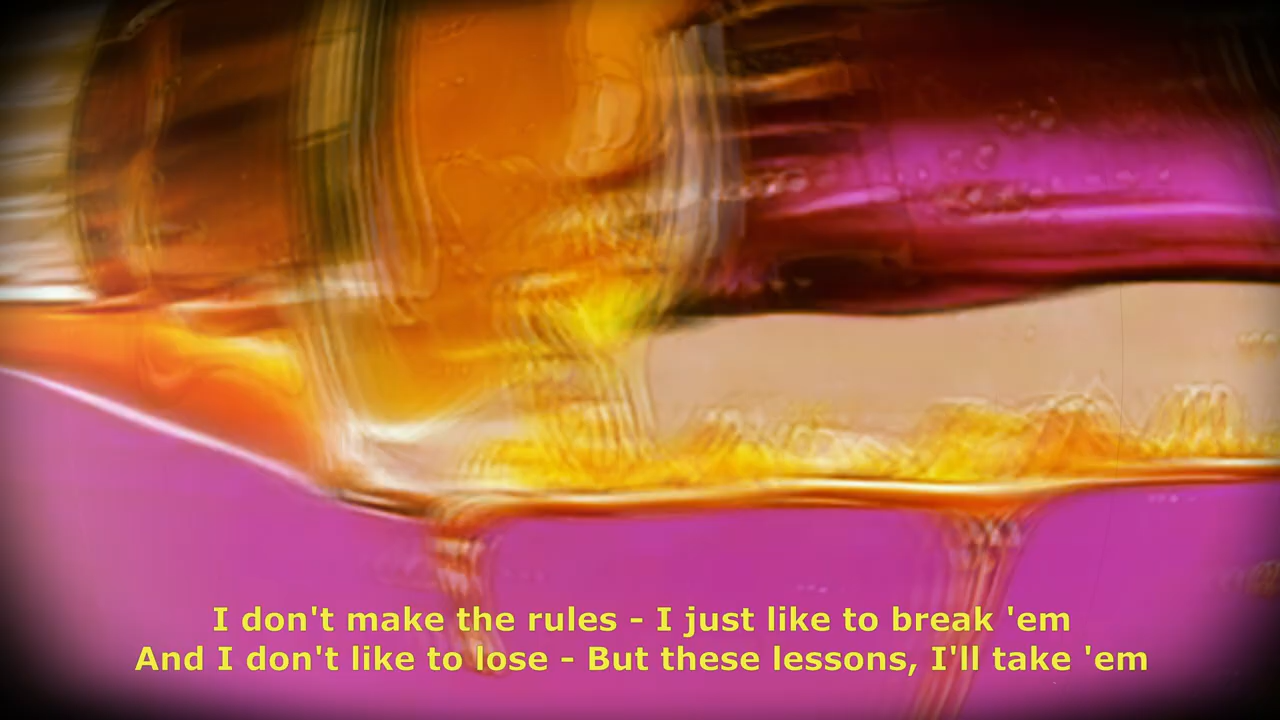 I don't make the rules - I just like to break 'em
And I don't like to lose - But these lessons, I'll take 'em